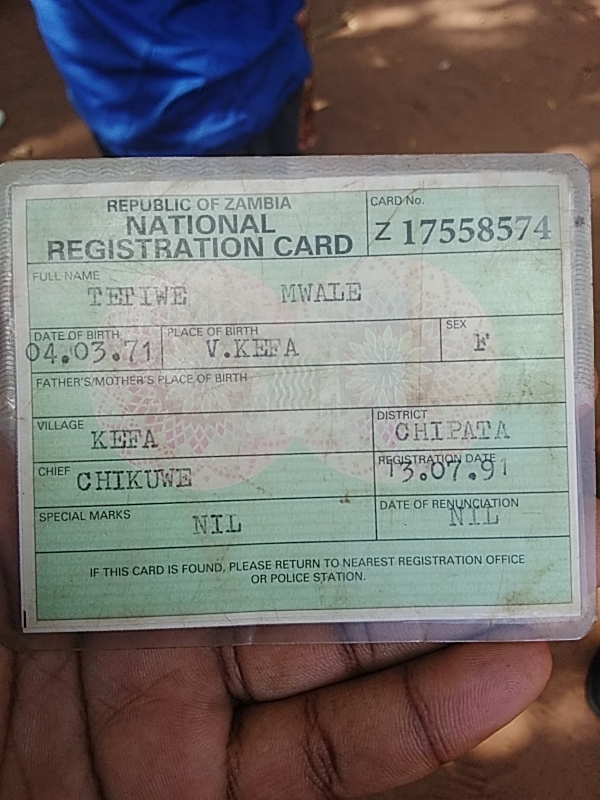 REPUBLIC OF ZAMBIA
NATIONAL
REGISTRATION CARD
CARD No.
Z 17558574
FULL NAME
TETIWE MWALE
DATE OF BIRTH
04.03.71
PLACE OF BIRTH
V.KEFA
SEX
F
FATHER'S/MOTHER'S PLACE OF BIRTH
VILLAGE
KEFA
DISTRICT
CHIPATA
CHIEF
CHIKUWE
REGISTRATION DATE
13.07.91
SPECIAL MARKS
NIL
DATE OF RENUNCIATION
NIL
IF THIS CARD IS FOUND, PLEASE RETURN TO NEAREST REGISTRATION OFFICE
OR POLICE STATION.